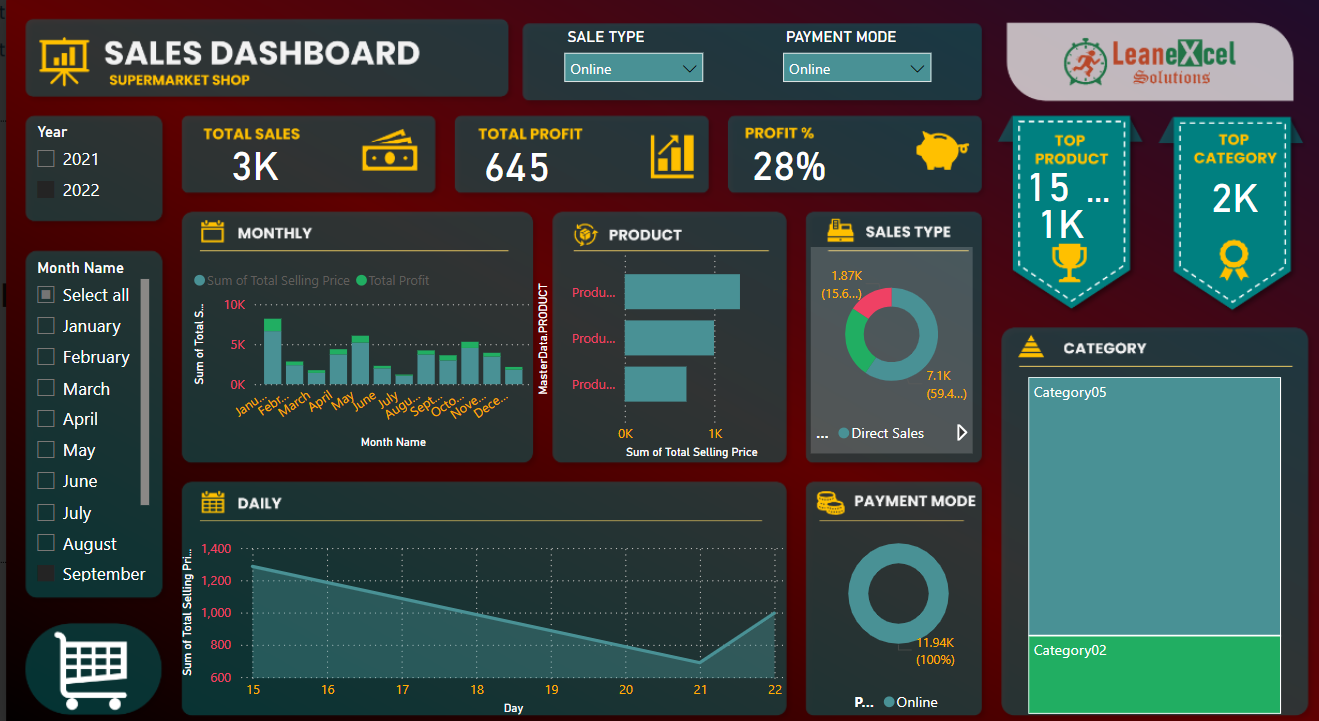 SALES DASHBOARD
SUPERMARKET SHOP
SALE TYPE
Online
PAYMENT MODE
Online
LeaneXcel
Solutions
Year
2021
2022
Month Name
Select all
January
February
March
April
May
June
July
August
September
TOTAL SALES
3K
TOTAL PROFIT
645
PROFIT %
28%
TOP
PRODUCT
15 ...
1K
TOP
CATEGORY
2K
MONTHLY
Sum of Total Selling Price Total Profit
Sum of Total S...
10K
5K
0K
Janu... Febr... March April May June July Augu... Sept... Octo... Nove... Dece...
Month Name
PRODUCT
MasterData.PRODUCT
Produ...
Produ...
Produ...
0K 1K
Sum of Total Selling Price
SALES TYPE
1.87K
(15.6...)
7.1K
(59.4...)
... Direct Sales
CATEGORY
Category05
Category02
DAILY
Sum of Total Selling Pri...
1,400
1,200
1,000
800
600
15 16 17 18 19 20 21 22
Day
PAYMENT MODE
11.94K
(100%)
P... Online